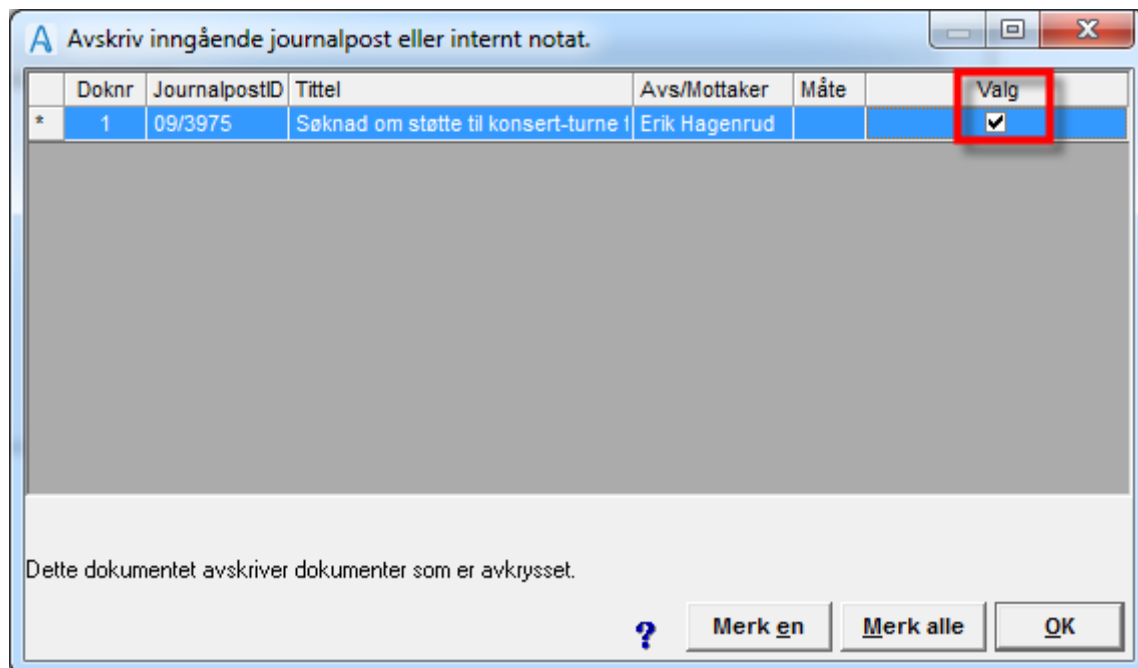 Avskriv inngående journalpost eller internt notat.
Doknr JournalpostID Tittel Avs/Mottaker Måte Valg
* 1 09/3975 Søknad om støtte til konsert-turne Erik Hagenrud
Dette dokumentet avskriver dokumenter som er avkrysset.
? Merk en Merk alle OK